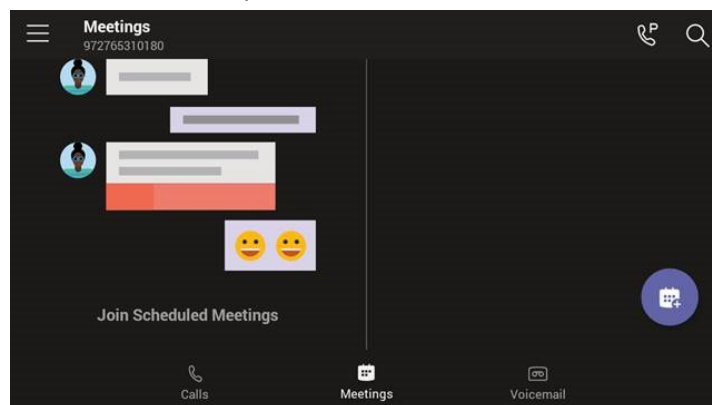 Meetings
972765310180
P
Join Scheduled Meetings
Calls
Meetings
Voicemail